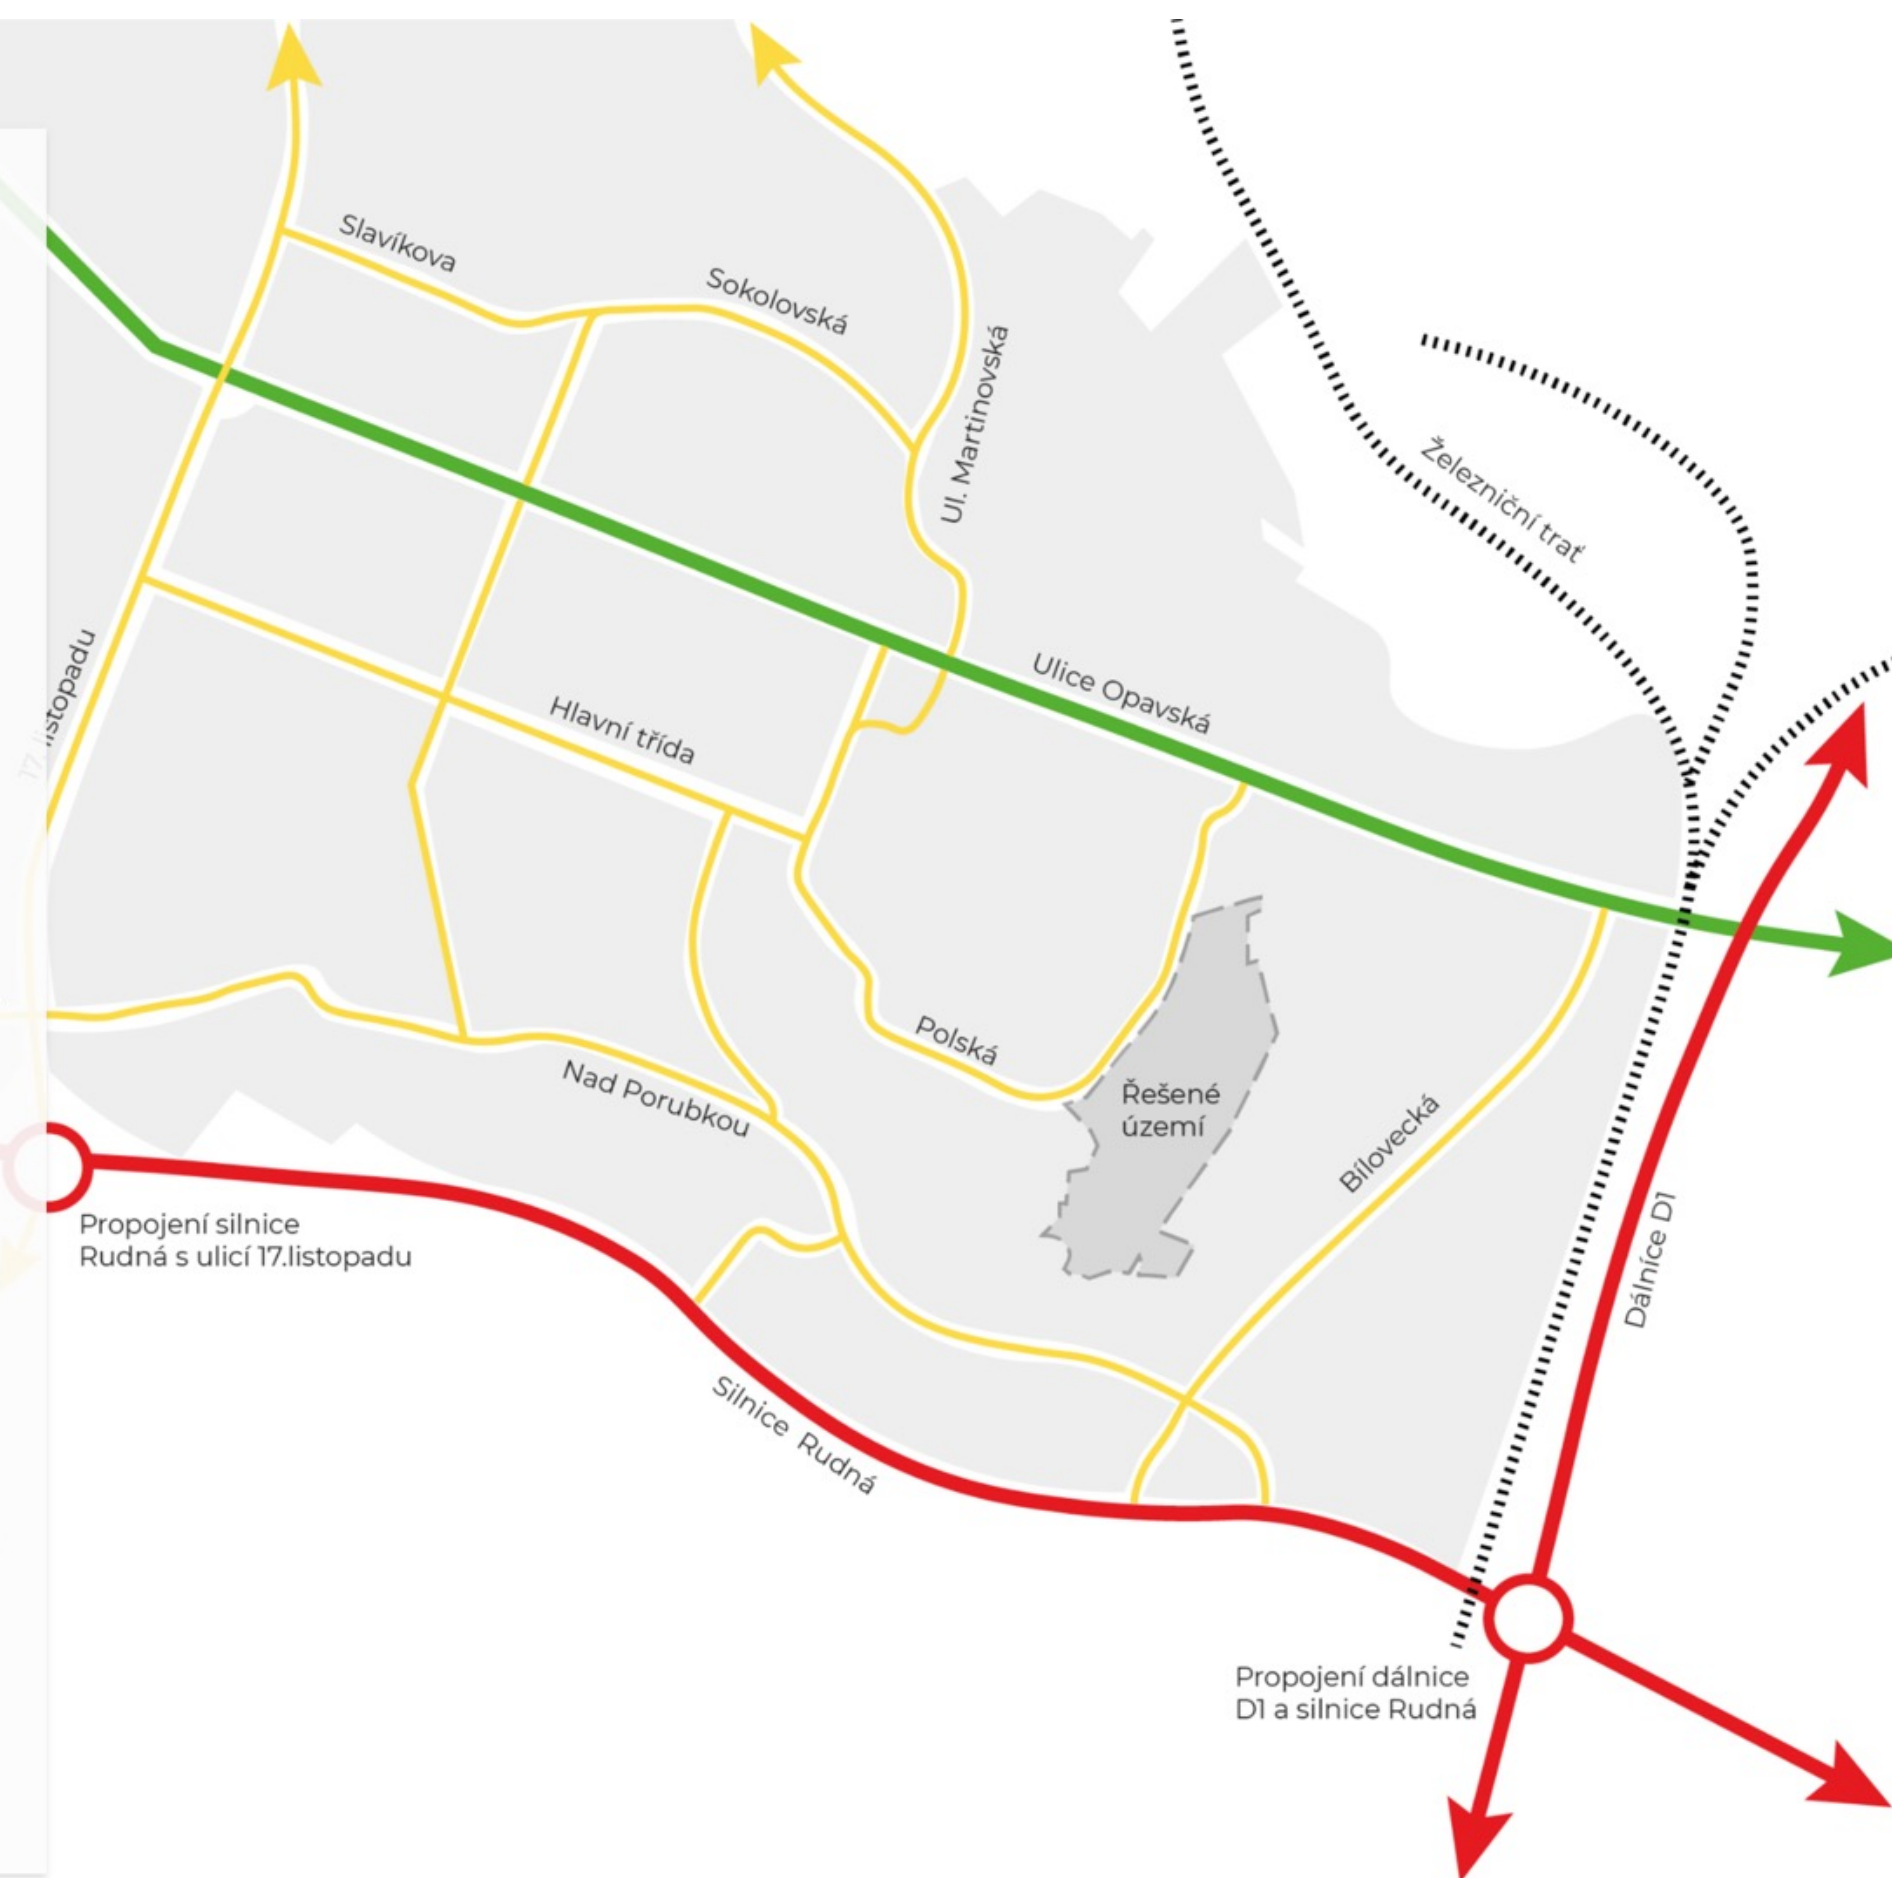 Slavíkova
Sokolovská
Ul. Martinovská
Železniční trať
17. listopadu
Hlavní třída
Ulice Opavská
Polská
Nad Porubkou
Řešené
území
Bílovecká
Propojení silnice
Rudná s ulicí 17.listopadu
Dálníce D1
Silnice Rudná
Propojení dálnice
D1 a silnice Rudná